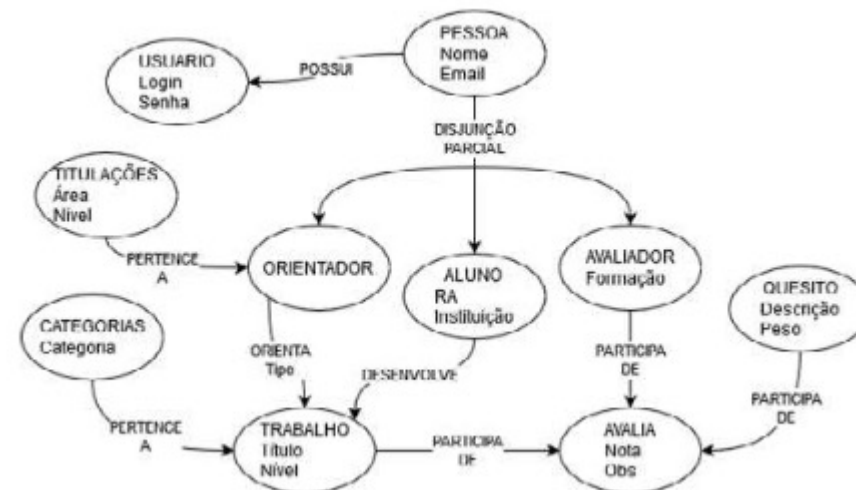 PESSOA
Nome
Email
USUARIO
Login
Senha
POSSUI
DISJUNÇÃO
PARCIAL
TITULAÇÕES
Área
Nivel
PERTENCE
A
ORIENTADOR
ALUNO
RA
Instituição
AVALIADOR
Formação
QUESITO
Descrição
Peso
CATEGORIAS
Categoria
ORIENTA
Tipo
DESENVOLVE
PARTICIPA
DE
PARTICIPA
DE
PERTENCE
A
TRABALHO
Título
Nível
PARTICIPA
DE
AVALIA
Nota
Obs